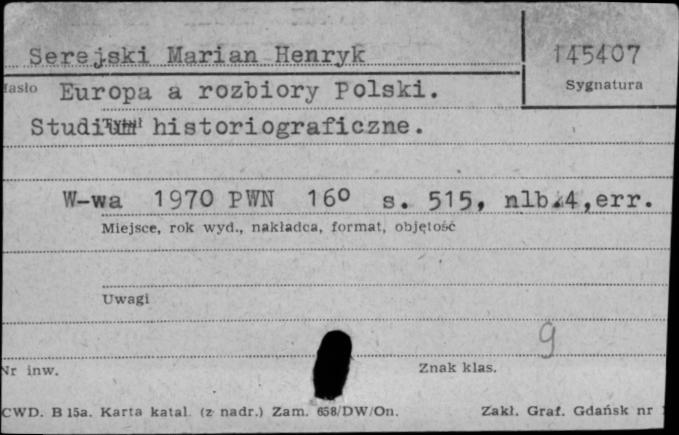 Serejski Marian Henryk 145407
Hasło Europa a rozbiory Polski. Sygnatura
Tytuł
Studium historiograficzne.
W-wa 1970 PWN 16º s. 515, nlb.4,err.
Miejsce, rok wyd., nakładca, format, objętość
Uwagi
9
Nr inw. Znak klas.
CWD. B 15a. Karta katal. (z nadr.) Zam. 658/DW/On. Zakł. Graf. Gdańsk nr